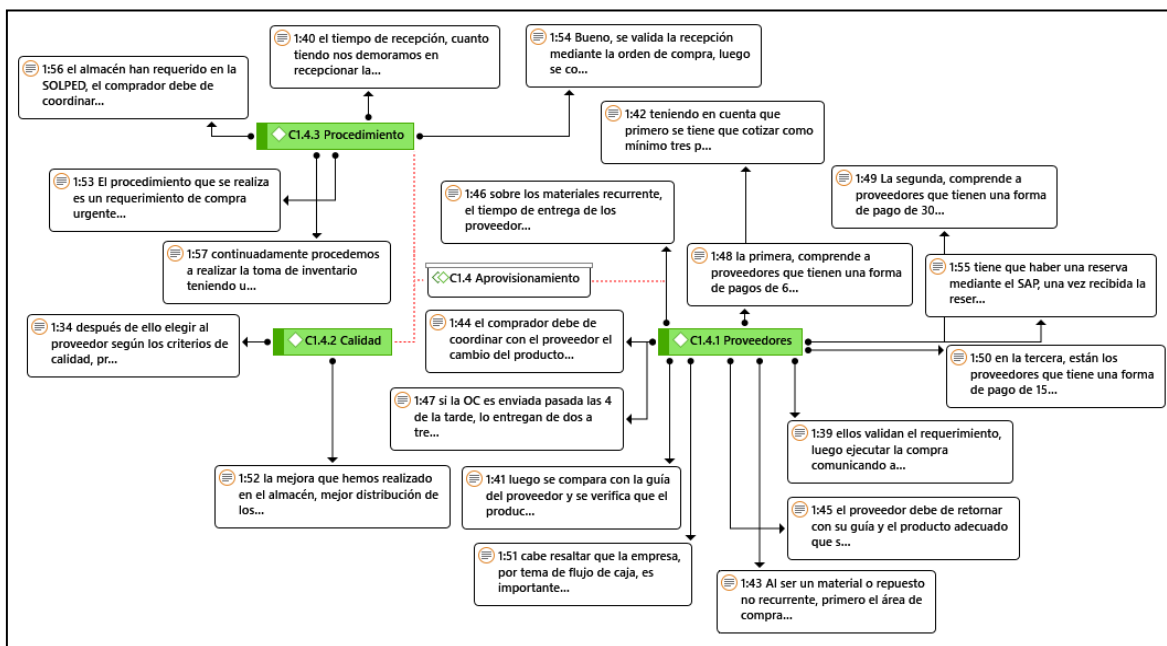 1:40 el tiempo de recepción, cuanto
tiendo nos demoramos en
recepcionar la...
1:54 Bueno, se valida la recepción
mediante la orden de compra, luego
se co...
1:56 el almacén han requerido en la
SOLPED, el comprador debe de
coordinar...
C1.4.3 Procedimiento
1:42 teniendo en cuenta que
primero se tiene que cotizar como
mínimo tres p...
1:53 El procedimiento que se realiza
es un requerimiento de compra
urgente...
1:46 sobre los materiales recurrente,
el tiempo de entrega de los
proveedor...
1:49 La segunda, comprende a
proveedores que tienen una forma
de pago de 30...
1:57 continuadamente procedemos
a realizar la toma de inventario
teniendo u...
C1.4 Aprovisionamiento
1:48 la primera, comprende a
proveedores que tienen una forma
de pagos de 6...
1:55 tiene que haber una reserva
mediante el SAP, una vez recibida la
reser...
1:34 después de ello elegir al
proveedor según los criterios de
calidad, pr...
C1.4.2 Calidad
1:44 el comprador debe de
coordinar con el proveedor el
cambio del producto...
C1.4.1 Proveedores
1:50 en la tercera, están los
proveedores que tiene una forma
de pago de 15...
1:47 si la OC es enviada pasada las 4
de la tarde, lo entregan de dos a
tre...
1:39 ellos validan el requerimiento,
luego ejecutar la compra
comunicando a...
1:52 la mejora que hemos realizado
en el almacén, mejor distribución de
los...
1:41 luego se compara con la guía
del proveedor y se verifica que el
produc...
1:45 el proveedor debe de retornar
con su guía y el producto adecuado
que s...
1:51 cabe resaltar que la empresa,
por tema de flujo de caja, es
importante...
1:43 Al ser un material o repuesto
no recurrente, primero el área de
compra...